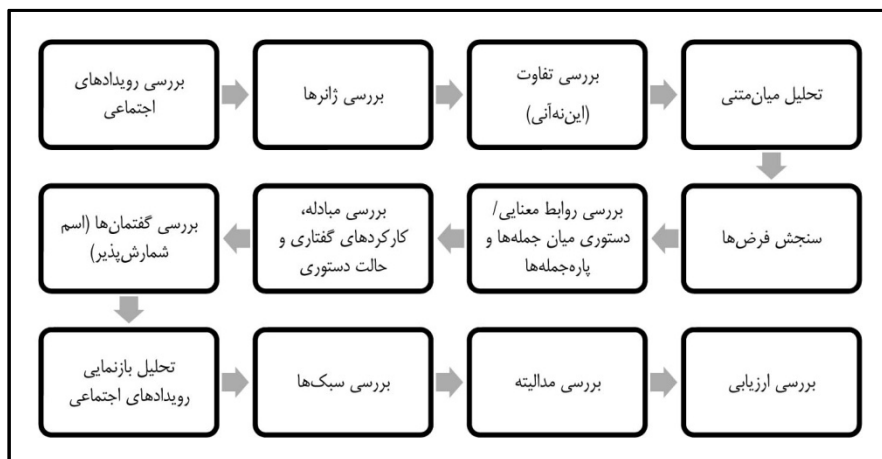 بررسی رویدادهای
اجتماعی
بررسی ژانرها
بررسی تفاوت
(این‌نه‌آنی)
تحلیل میان‌متنی
سنجش فرض‌ها
بررسی روابط معنایی/
دستوری میان جمله‌ها و
پاره‌جمله‌ها
بررسی مبادله،
کارکردهای گفتاری و
حالت دستوری
بررسی گفتمان‌ها (اسم
شمارش‌پذیر)
تحلیل بازنمایی
رویدادهای اجتماعی
بررسی سبک‌ها
بررسی مدالیته
بررسی ارزیابی